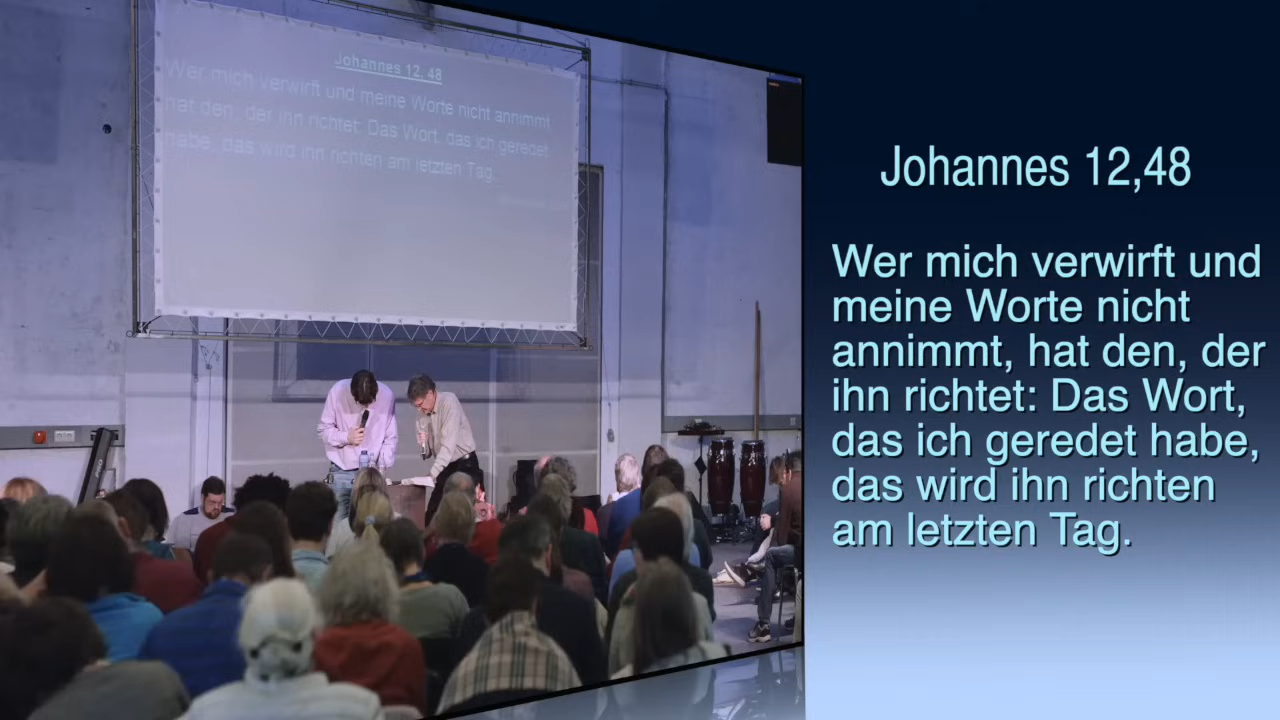 Johannes 12, 48
Wer mich verwirft und meine Worte nicht annimmt
hat den, der ihn richtet: Das Wort, das ich geredet
habe, das wird ihn richten am letzten Tag.
Johannes 12,48
Wer mich verwirft und
meine Worte nicht
annimmt, hat den, der
ihn richtet: Das Wort,
das ich geredet habe,
das wird ihn richten
am letzten Tag.